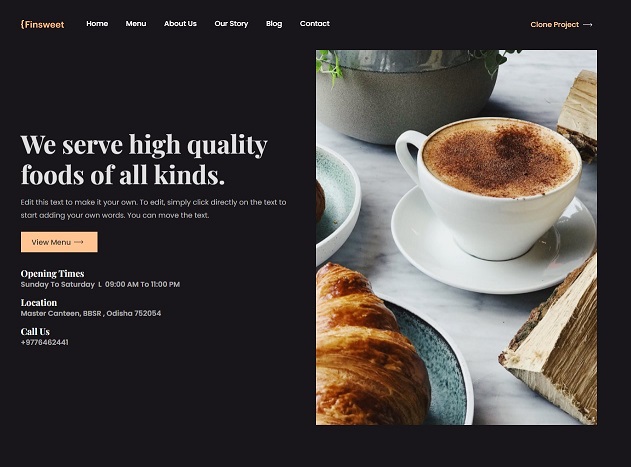 {Finsweet
Home Menu About Us Our Story Blog Contact
Clone Project
We serve high quality
foods of all kinds.
Edit this text to make it your own. To edit, simply click directly on the text to
start adding your own words. You can move the text.
View Menu
Opening Times
Sunday To Saturday L 09:00 AM To 11:00 PM
Location
Master Canteen, BBSR , Odisha 752054
Call Us
+9776462441